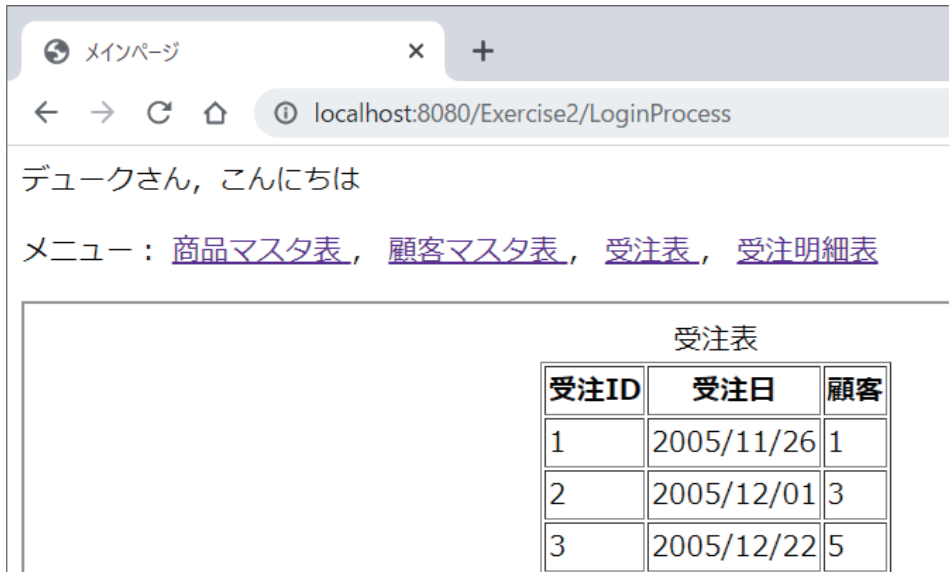 メインページ
localhost:8080/Exercise2/LoginProcess
デュークさん，こんにちは
メニュー： 商品マスタ表 ， 顧客マスタ表 ， 受注表 ， 受注明細表
受注表
受注ID 受注日 顧客
1 2005/11/26 1
2 2005/12/01 3
3 2005/12/22 5